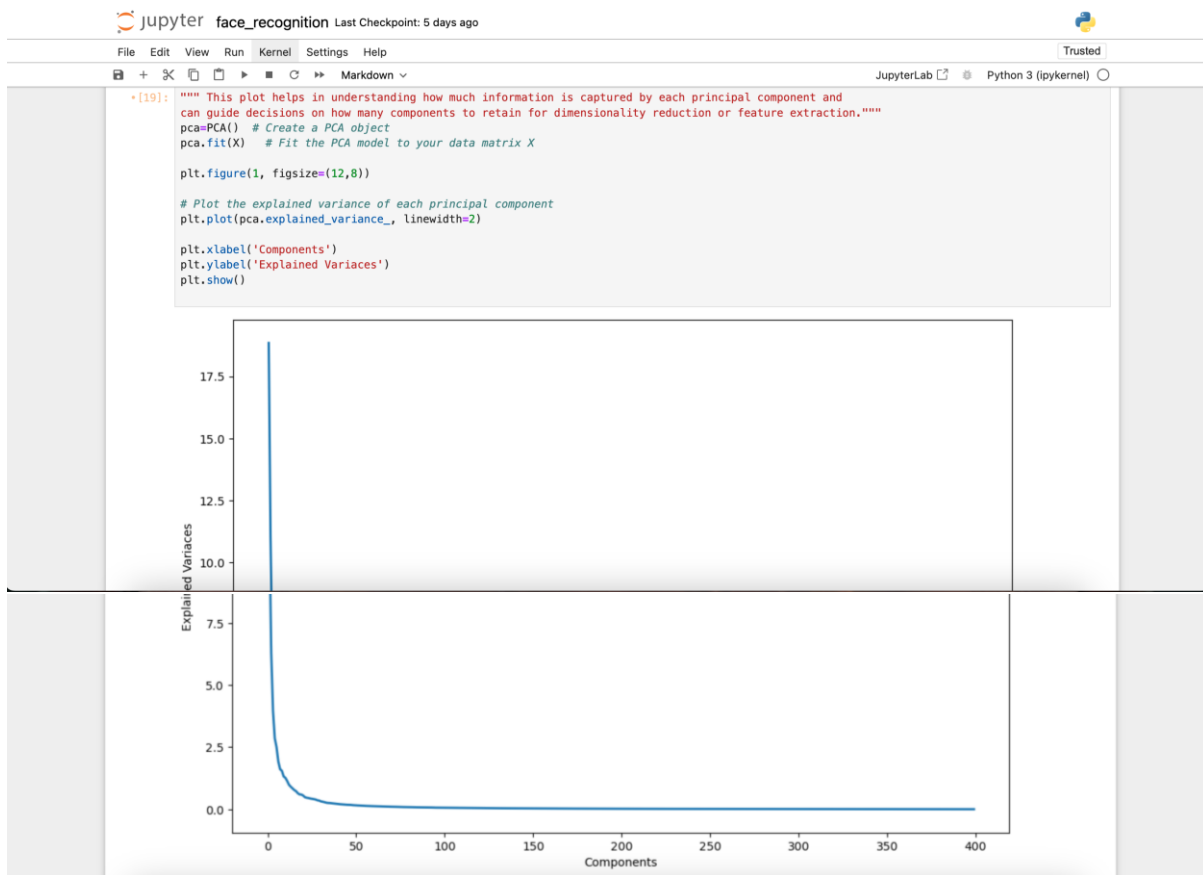 jupyter face_recognition Last Checkpoint: 5 days ago
File Edit View Run Kernel Settings Help Trusted
Markdown JupyterLab Python 3 (ipykernel)
•[19]: """ This plot helps in understanding how much information is captured by each principal component and
can guide decisions on how many components to retain for dimensionality reduction or feature extraction."""
pca=PCA() # Create a PCA object
pca.fit(X) # Fit the PCA model to your data matrix X
plt.figure(1, figsize=(12,8))
# Plot the explained variance of each principal component
plt.plot(pca.explained_variance_, linewidth=2)
plt.xlabel('Components')
plt.ylabel('Explained Variaces')
plt.show()
17.5
15.0
12.5
10.0
7.5
5.0
2.5
0.0
Explained Variaces
0 50 100 150 200 250 300 350 400
Components